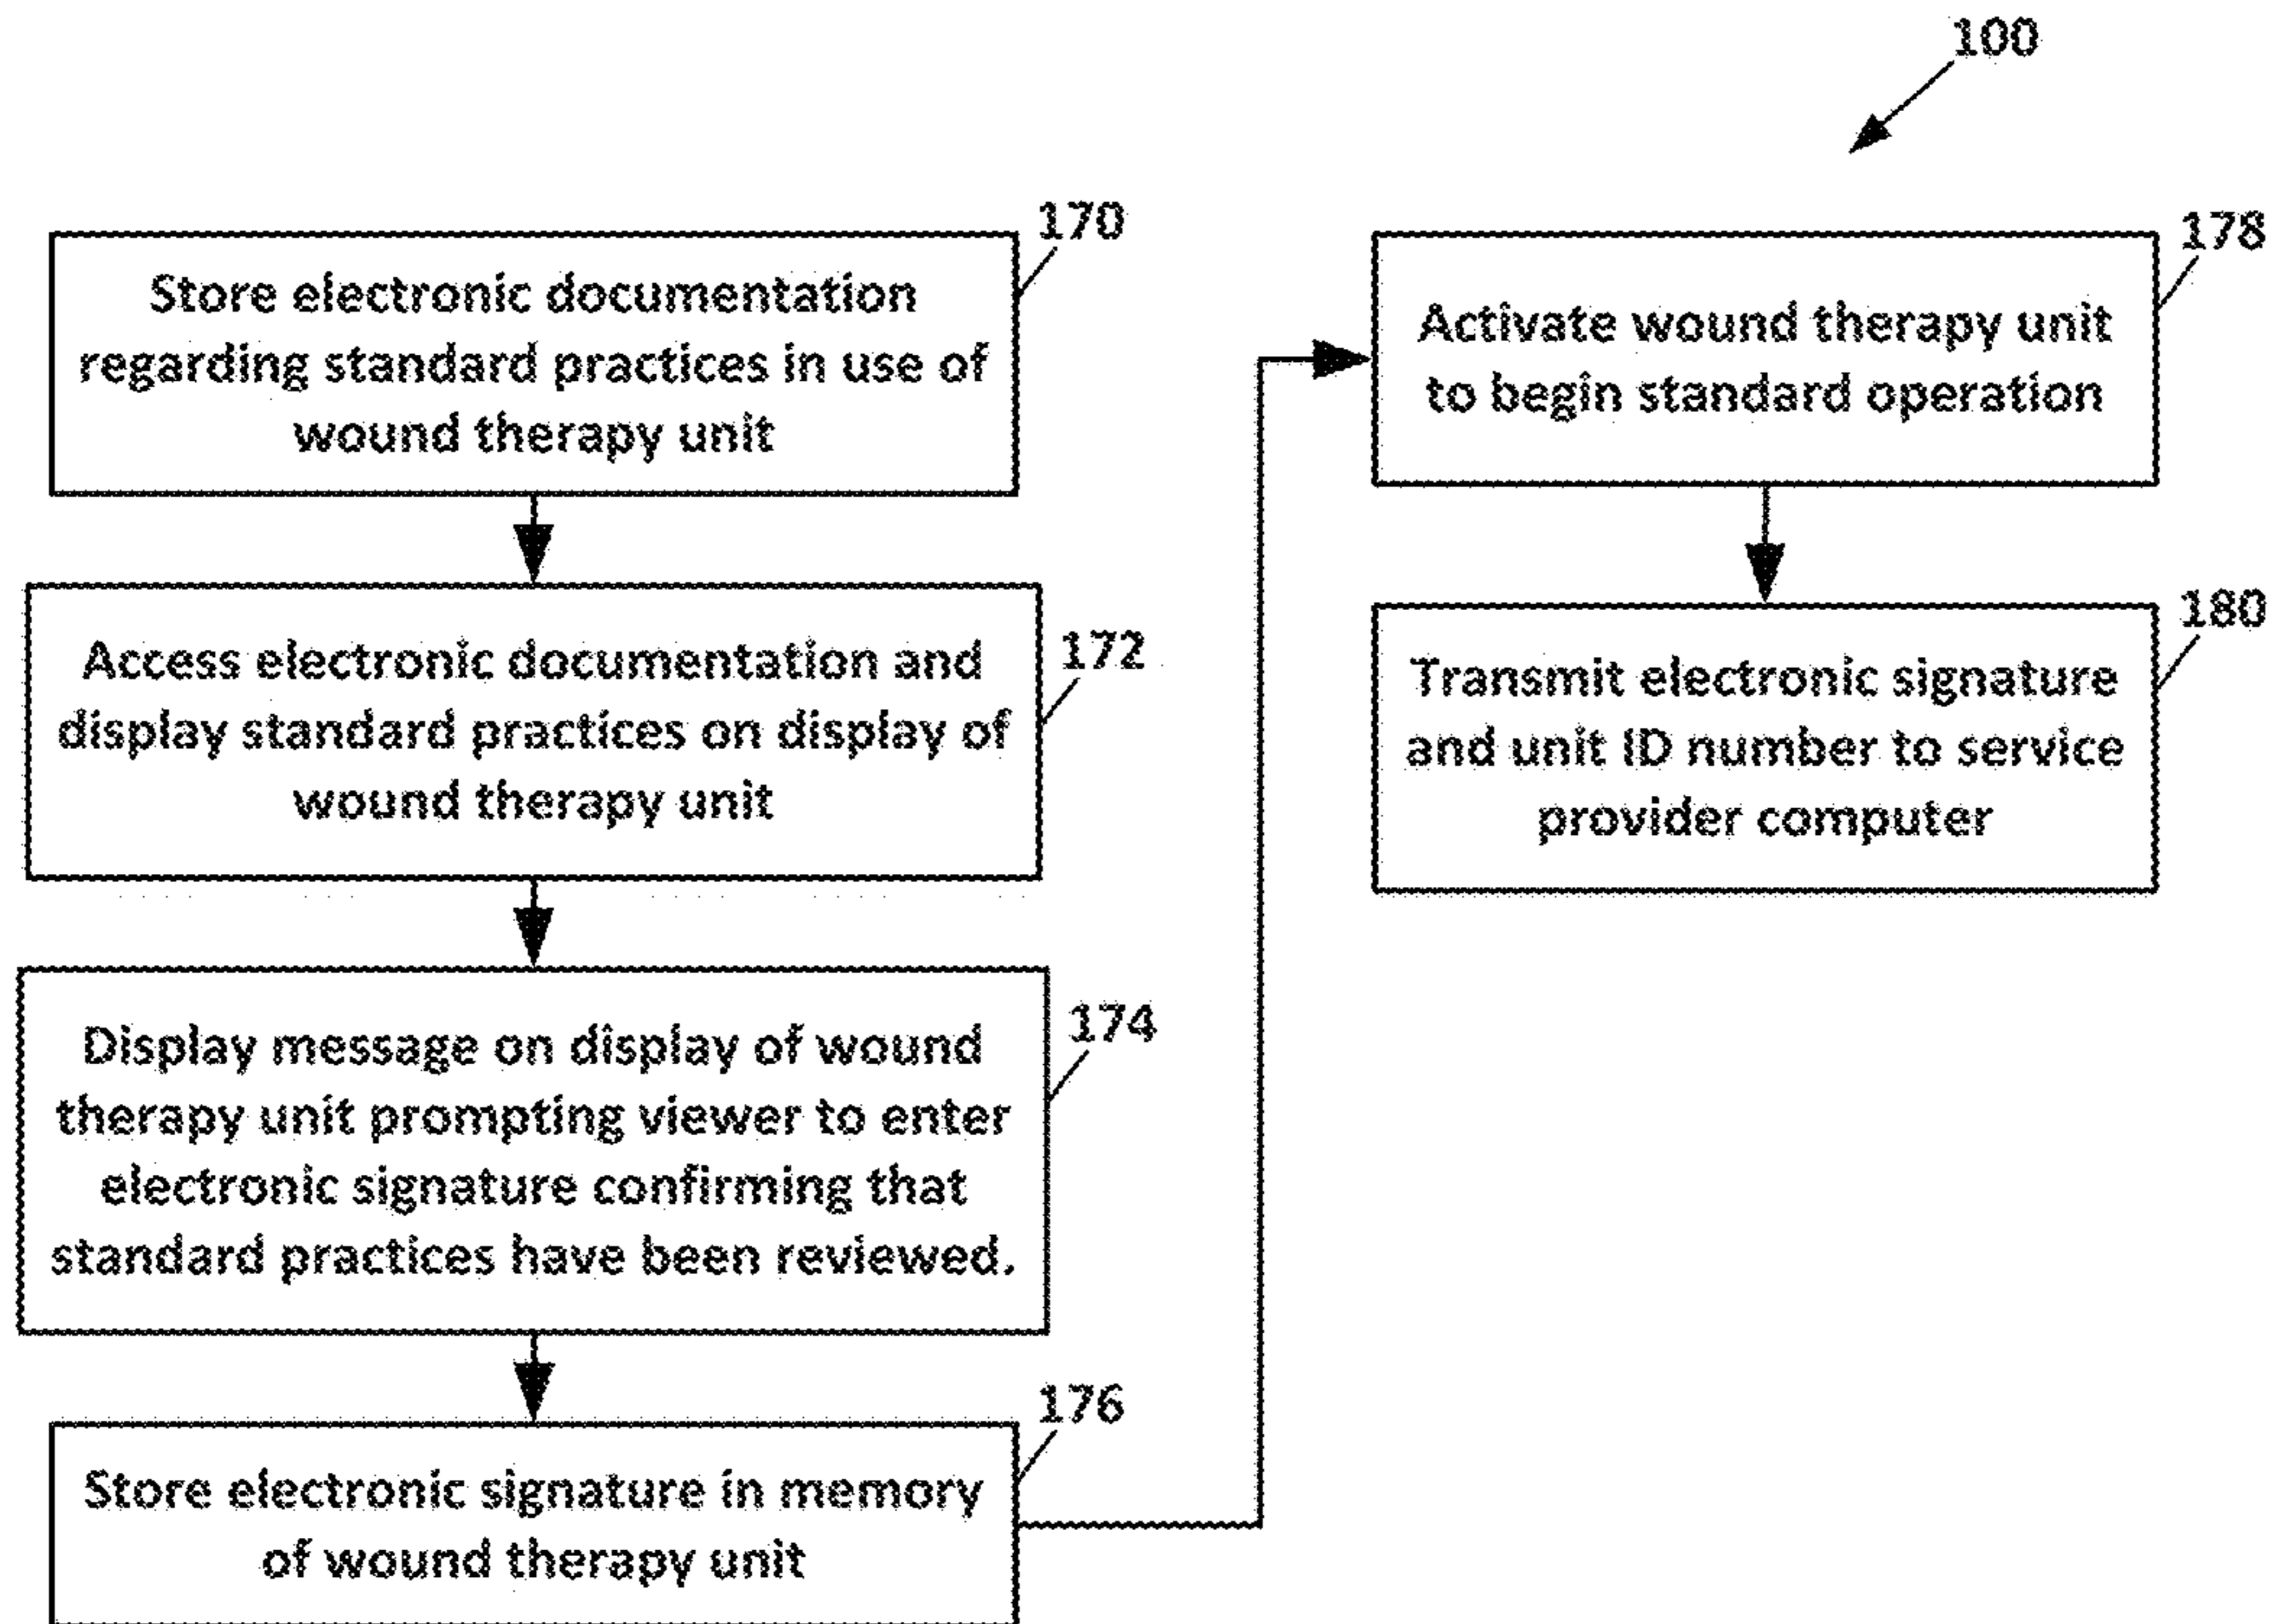 100
170
Store electronic documentation
regarding standard practices in use of
wound therapy unit
172
Access electronic documentation and
display standard practices on display of
wound therapy unit
174
Display message on display of wound
therapy unit prompting viewer to enter
electronic signature confirming that
standard practices have been reviewed.
176
Store electronic signature in memory
of wound therapy unit
178
Activate wound therapy unit
to begin standard operation
180
Transmit electronic signature
and unit ID number to service
provider computer